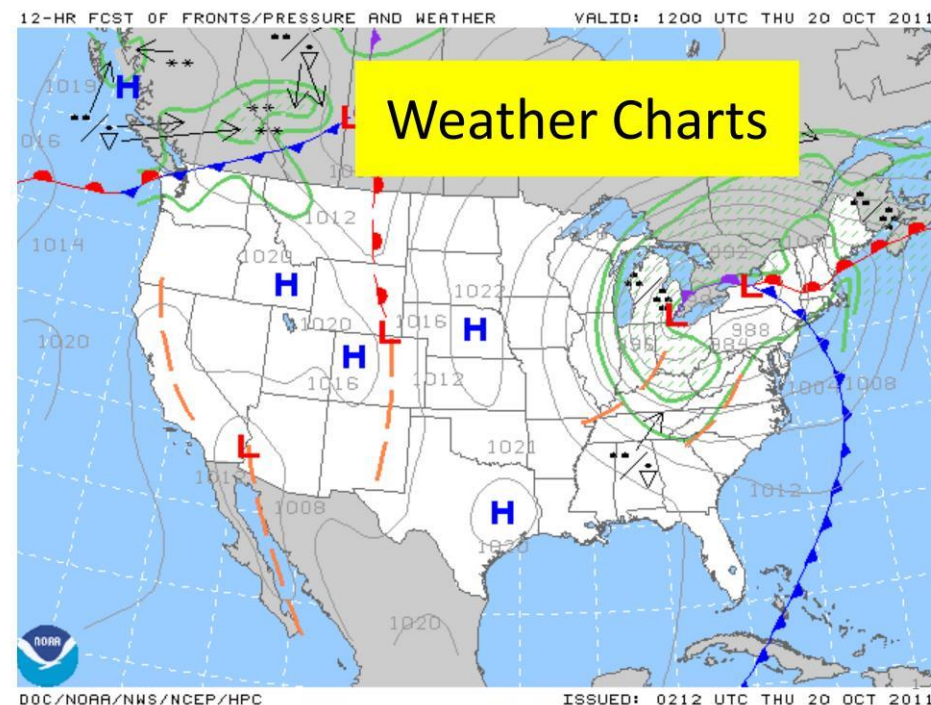 12-HR FCST OF FRONTS/PRESSURE AND WEATHER VALID: 1200 UTC THU 20 OCT 2011
1019
H
Weather Charts
L
1012
1014
1020
H
1022
992
L
1020
1016
L
H
H
L
988
984
1020
1016
1012
1004
1008
1021
L
1008
H
1012
1020
1020
NOAA
DOC/NOAA/NWS/NCEP/HPC ISSUED: 0212 UTC THU 20 OCT 2011
1